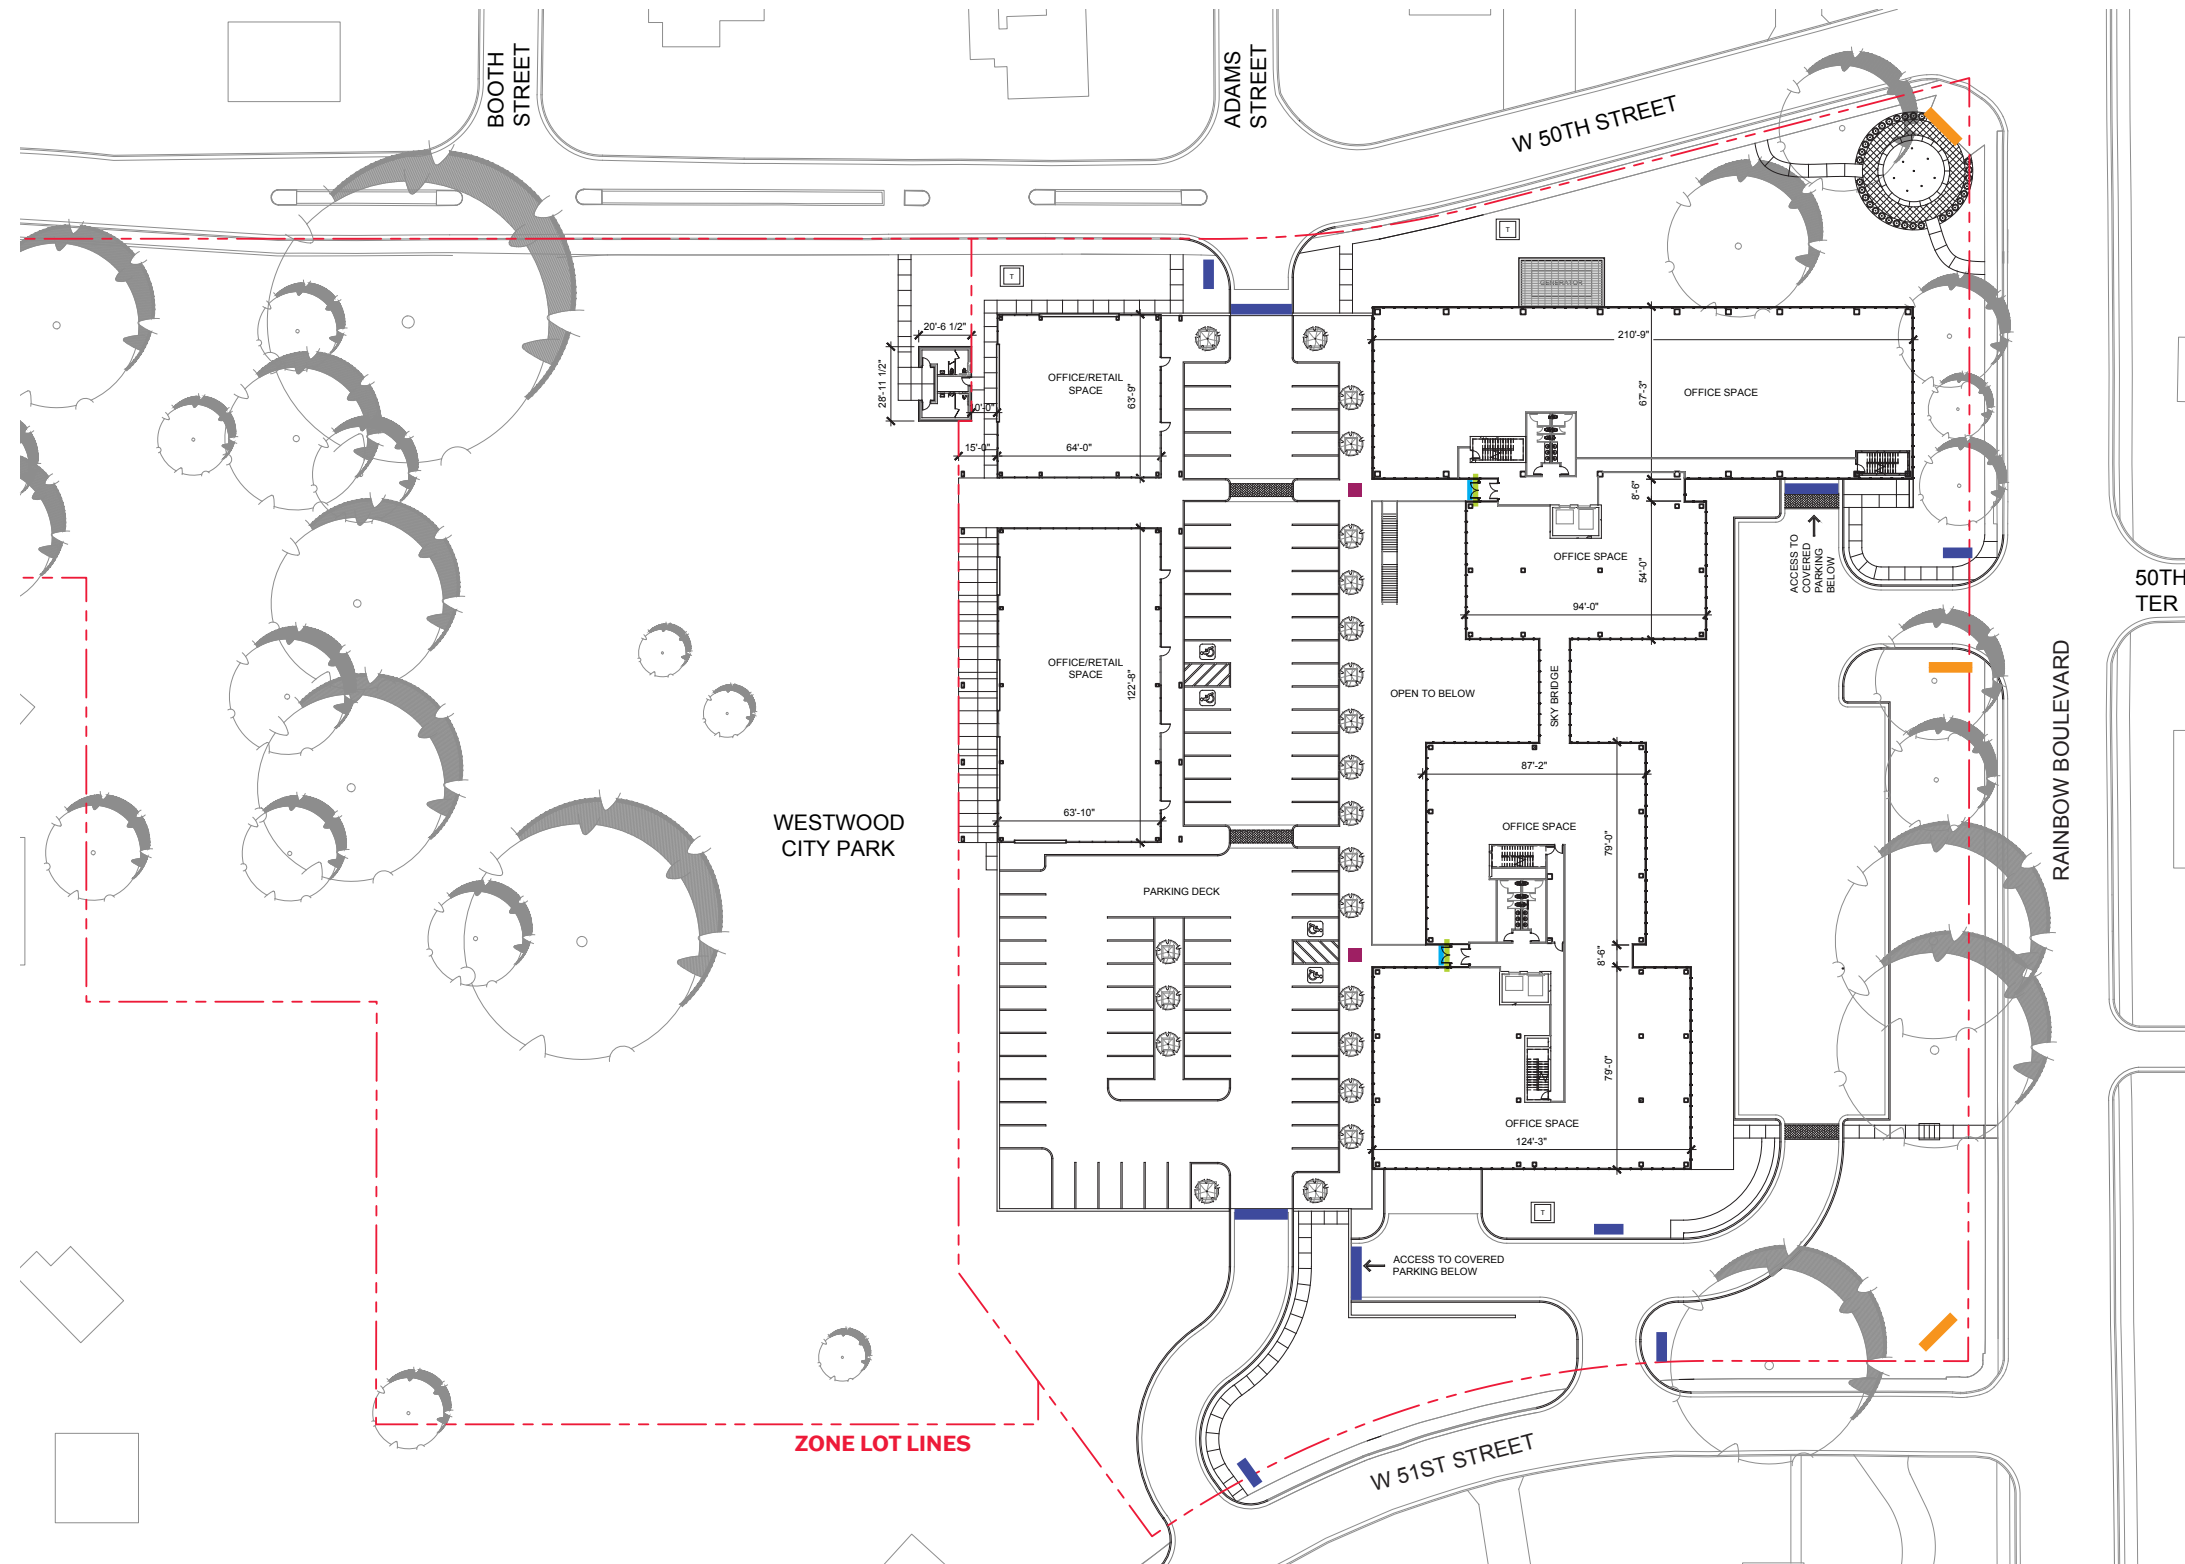 BOOTH
STREET
ADAMS
STREET
W 50TH STREET
T
T
GENERATOR
20'-6 1/2"
28'-11 1/2"
OFFICE/RETAIL
SPACE
63'-9"
15'-0"
64'-0"
210'-9"
67'-3"
OFFICE SPACE
8'-6"
OFFICE SPACE
54'-0"
94'-0"
ACCESS TO
COVERED
PARKING
BELOW
50TH
TER
RAINBOW BOULEVARD
OFFICE/RETAIL
SPACE
122'-8"
63'-10"
OPEN TO BELOW
SKY BRIDGE
87'-2"
OFFICE SPACE
79'-0"
WESTWOOD
CITY PARK
PARKING DECK
8'-6"
79'-0"
OFFICE SPACE
124'-3"
T
ACCESS TO COVERED
PARKING BELOW
ZONE LOT LINES
W 51ST STREET